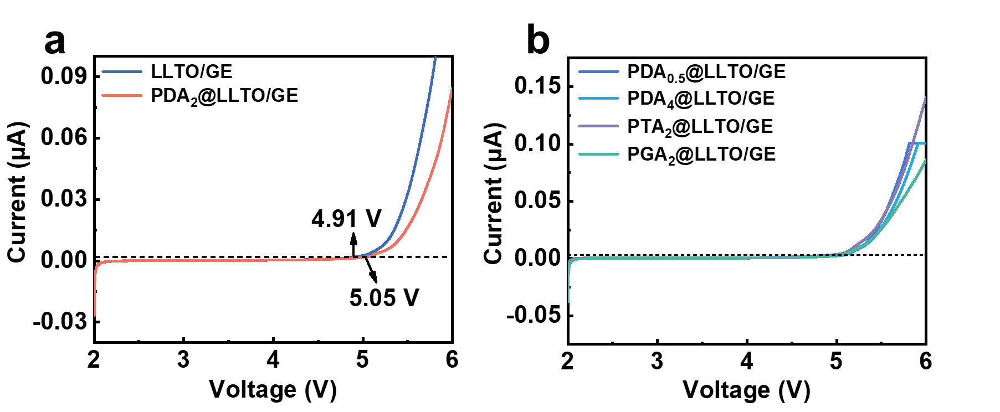 a
LLTO/GE
PDA₂@LLTO/GE
0.09
0.06
0.03
0.00
-0.03
Current (μA)
4.91 V
5.05 V
2 3 4 5 6
Voltage (V)
b
PDA₀.₅@LLTO/GE
PDA₄@LLTO/GE
PTA₂@LLTO/GE
PGA₂@LLTO/GE
0.15
0.10
0.05
0.00
-0.05
Current (μA)
2 3 4 5 6
Voltage (V)